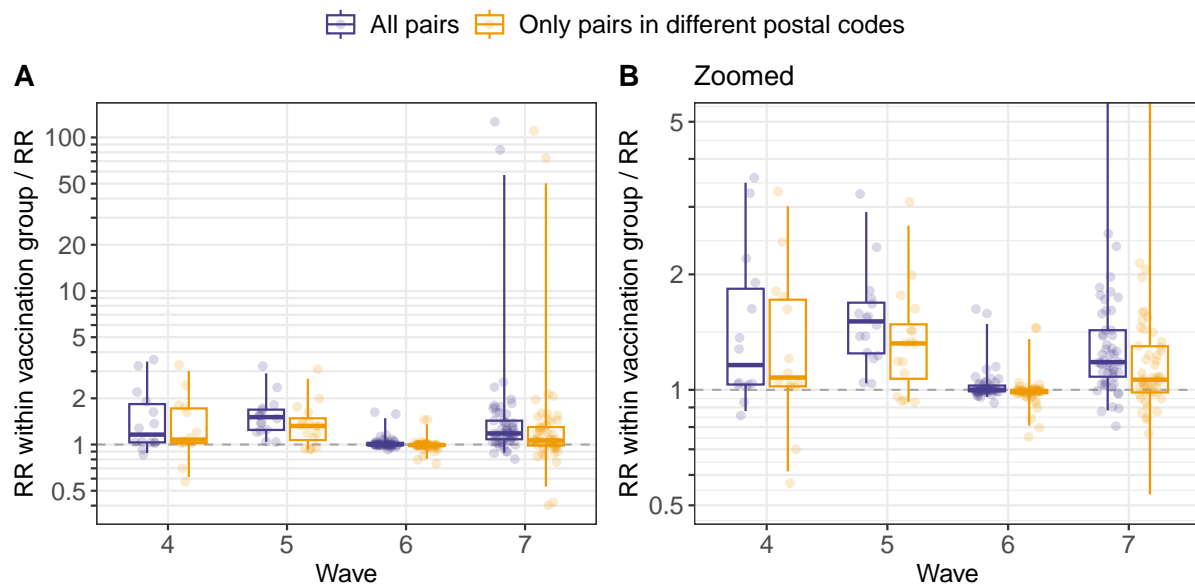 All pairs Only pairs in different postal codes
A
B Zoomed
RR within vaccination group / RR
100
50
20
10
5
2
1
0.5
4 5 6 7
Wave
RR within vaccination group / RR
5
2
1
0.5
4 5 6 7
Wave